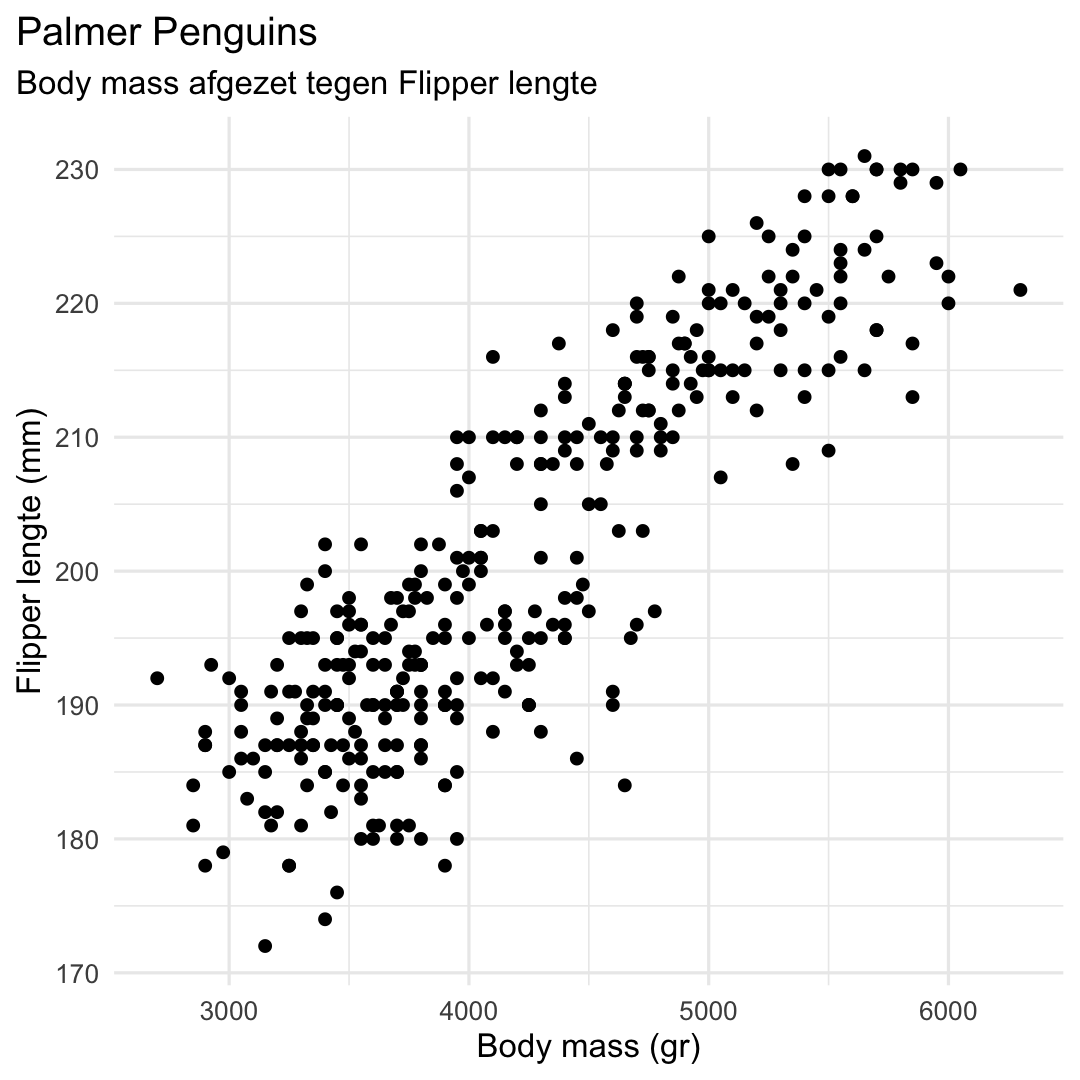 Palmer Penguins
Body mass afgezet tegen Flipper lengte
230
220
210
200
190
180
170
Flipper lengte (mm)
3000 4000 5000 6000
Body mass (gr)